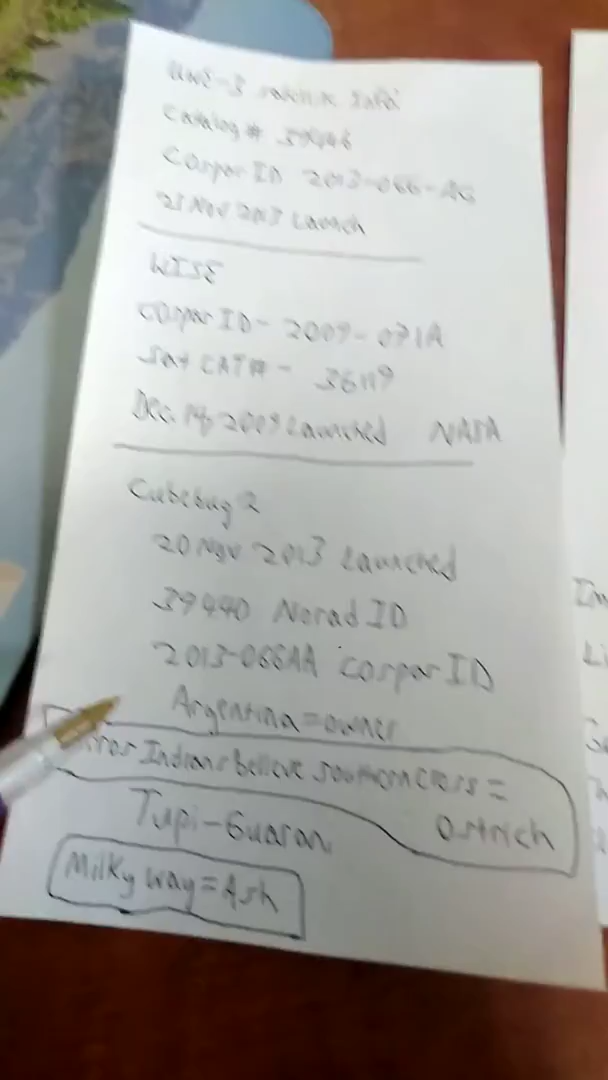 UWE-3 Info
Catalog # 39446
Cospar ID 2013-066-AG
21 Nov 2013 Launch
WISE
Cospar ID - 2009-071A
Sat CAT# - 36119
Dec. 14, 2009 Launched NASA
Cubebug 2
20 Nov 2013 Launched
39440 Norad ID
2013-066AA Cospar ID
Argentina = owner
Indians believe Southern Cross =
Ostrich
Tupi-Guarani
Milky way = Ash
Im
Li